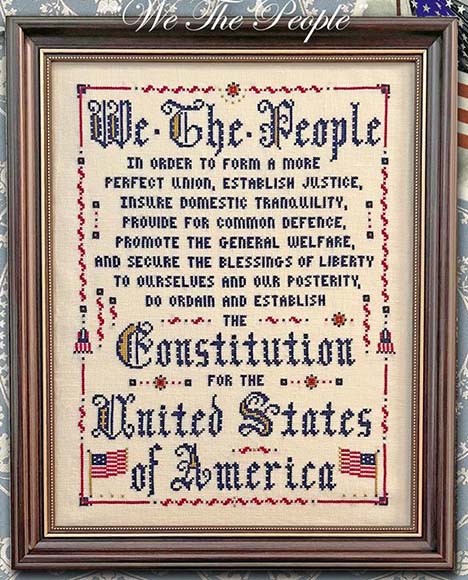 We The People
We · The · People
IN ORDER TO FORM A MORE
PERFECT UNION, ESTABLISH JUSTICE,
INSURE DOMESTIC TRANQUILITY,
PROVIDE FOR COMMON DEFENCE,
PROMOTE THE GENERAL WELFARE,
AND SECURE THE BLESSINGS OF LIBERTY
TO OURSELVES AND OUR POSTERITY,
DO ORDAIN AND ESTABLISH
THE
Constitution
FOR THE
United States
of America